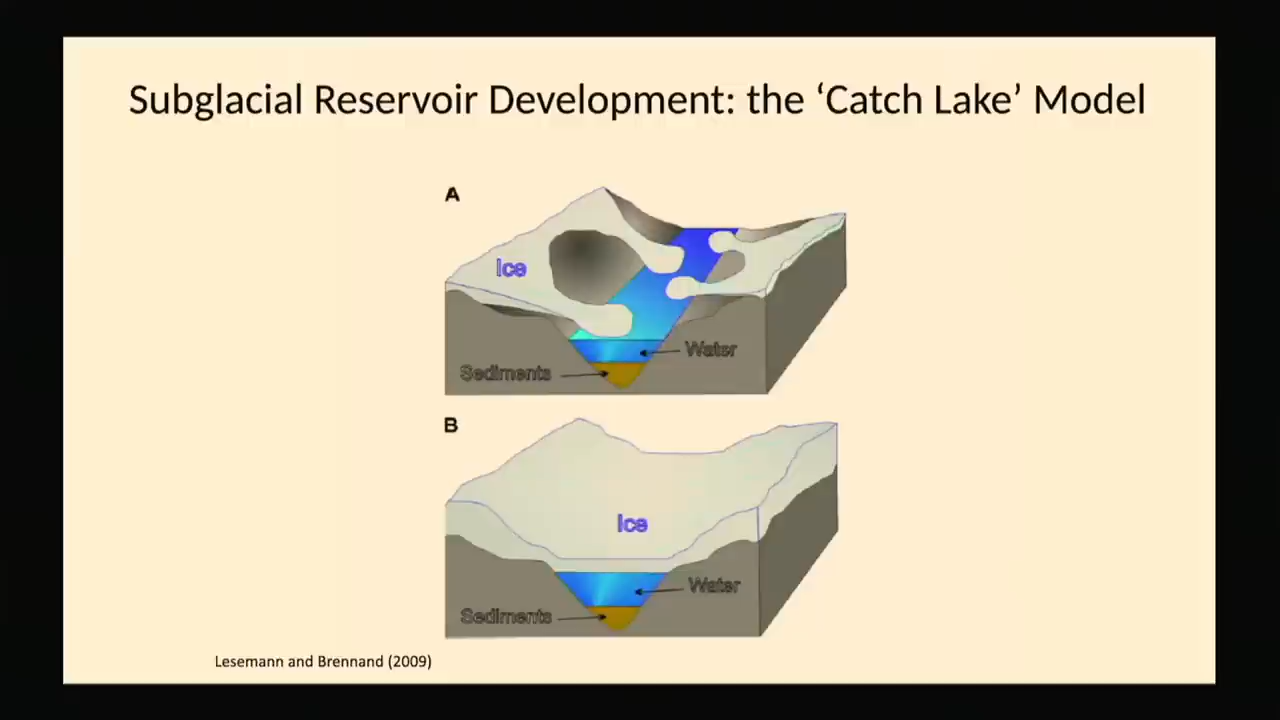 Subglacial Reservoir Development: the ‘Catch Lake’ Model
A
Ice
Water
Sediments
B
Ice
Water
Sediments
Lesemann and Brennand (2009)